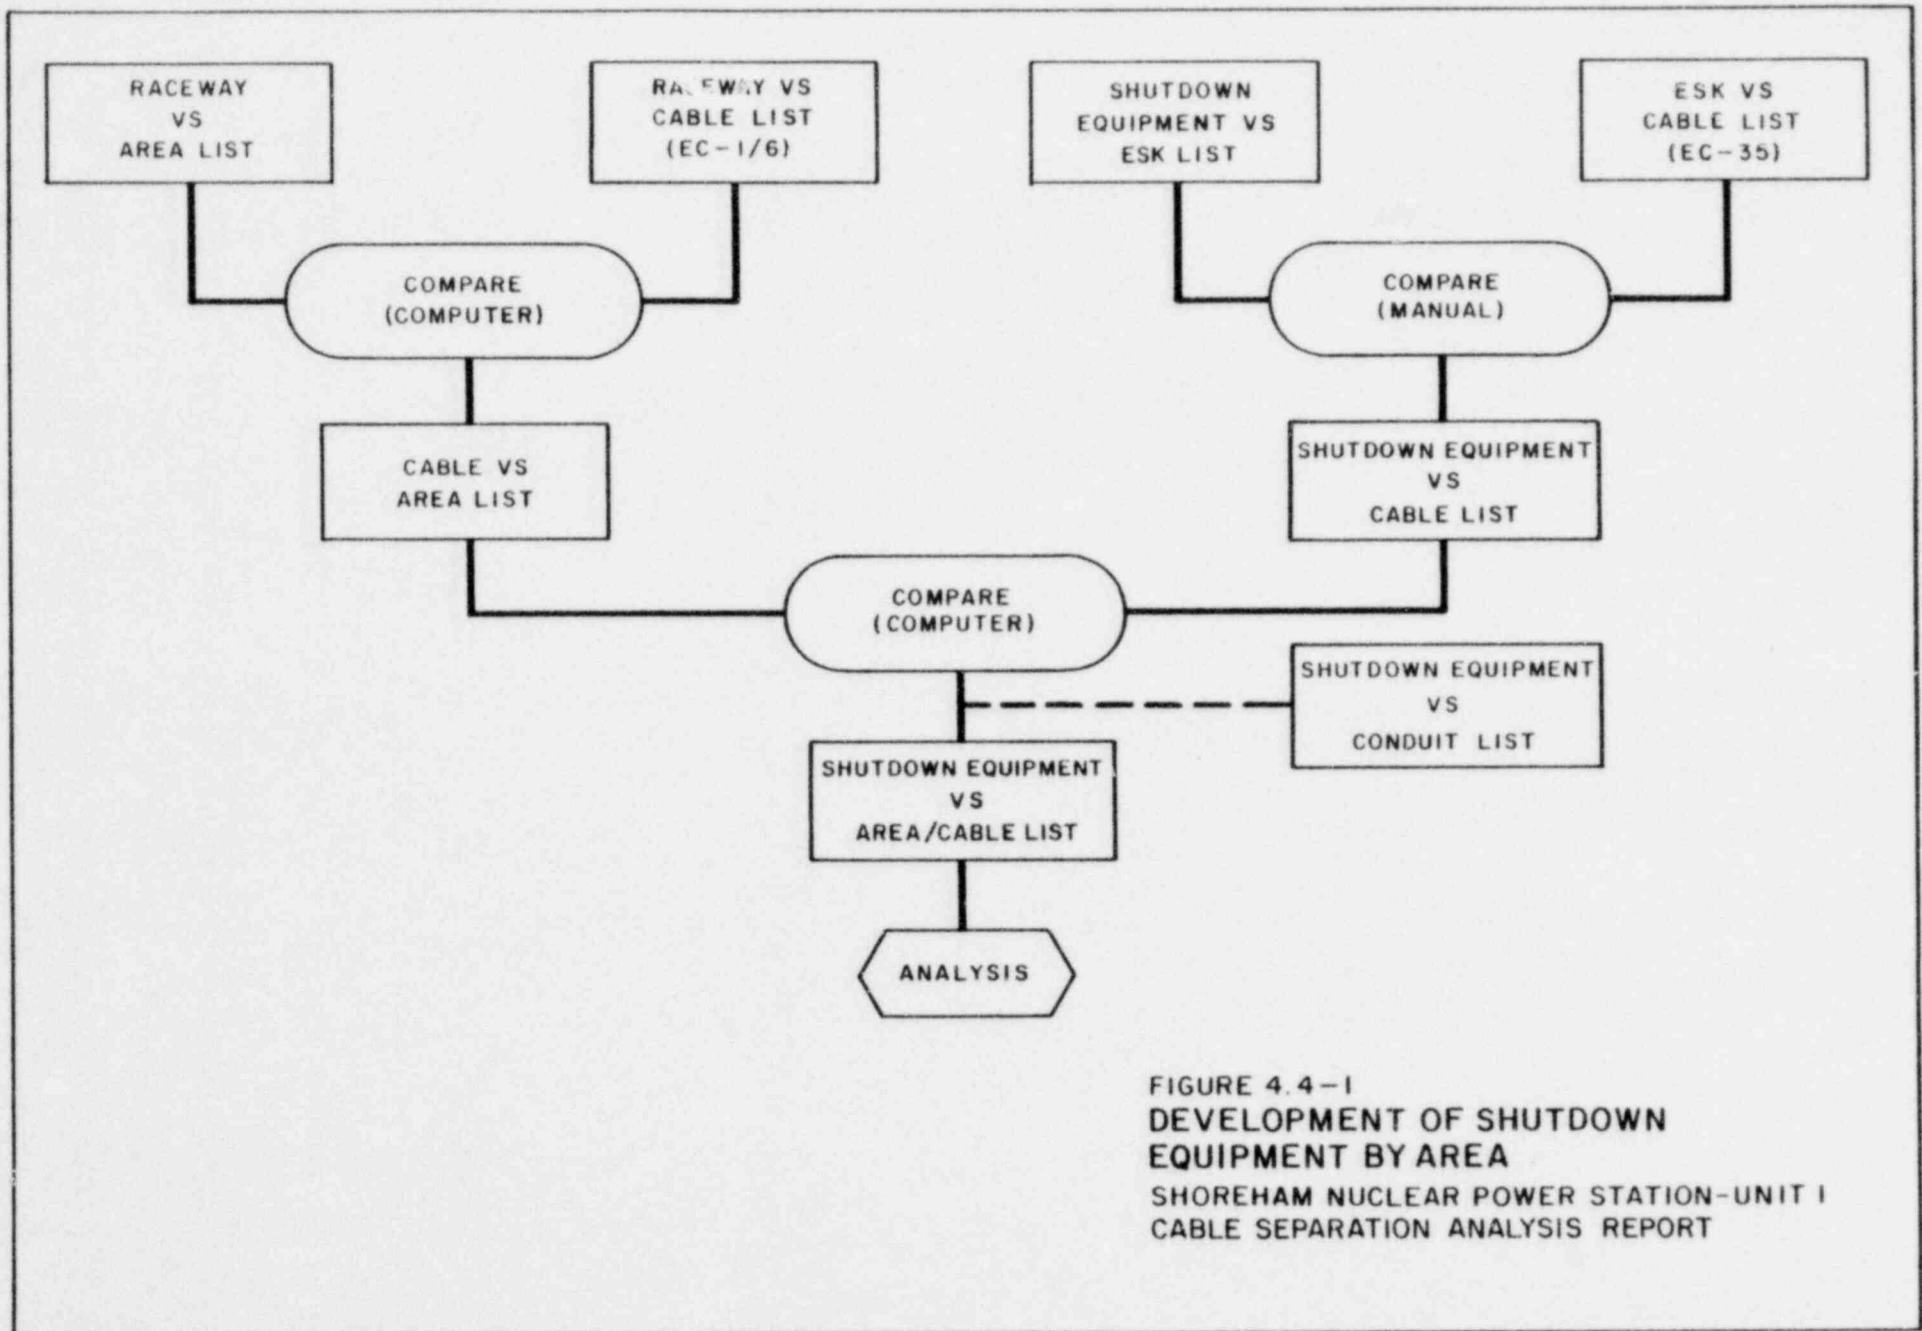 RACEWAY
VS
AREA LIST
RACEWAY VS
CABLE LIST
(EC-1/6)
SHUTDOWN
EQUIPMENT VS
ESK LIST
ESK VS
CABLE LIST
(EC-35)
COMPARE
(COMPUTER)
COMPARE
(MANUAL)
CABLE VS
AREA LIST
SHUTDOWN EQUIPMENT
VS
CABLE LIST
COMPARE
(COMPUTER)
SHUTDOWN EQUIPMENT
VS
CONDUIT LIST
SHUTDOWN EQUIPMENT
VS
AREA/CABLE LIST
ANALYSIS
FIGURE 4.4-1
DEVELOPMENT OF SHUTDOWN
EQUIPMENT BY AREA
SHOREHAM NUCLEAR POWER STATION-UNIT 1
CABLE SEPARATION ANALYSIS REPORT